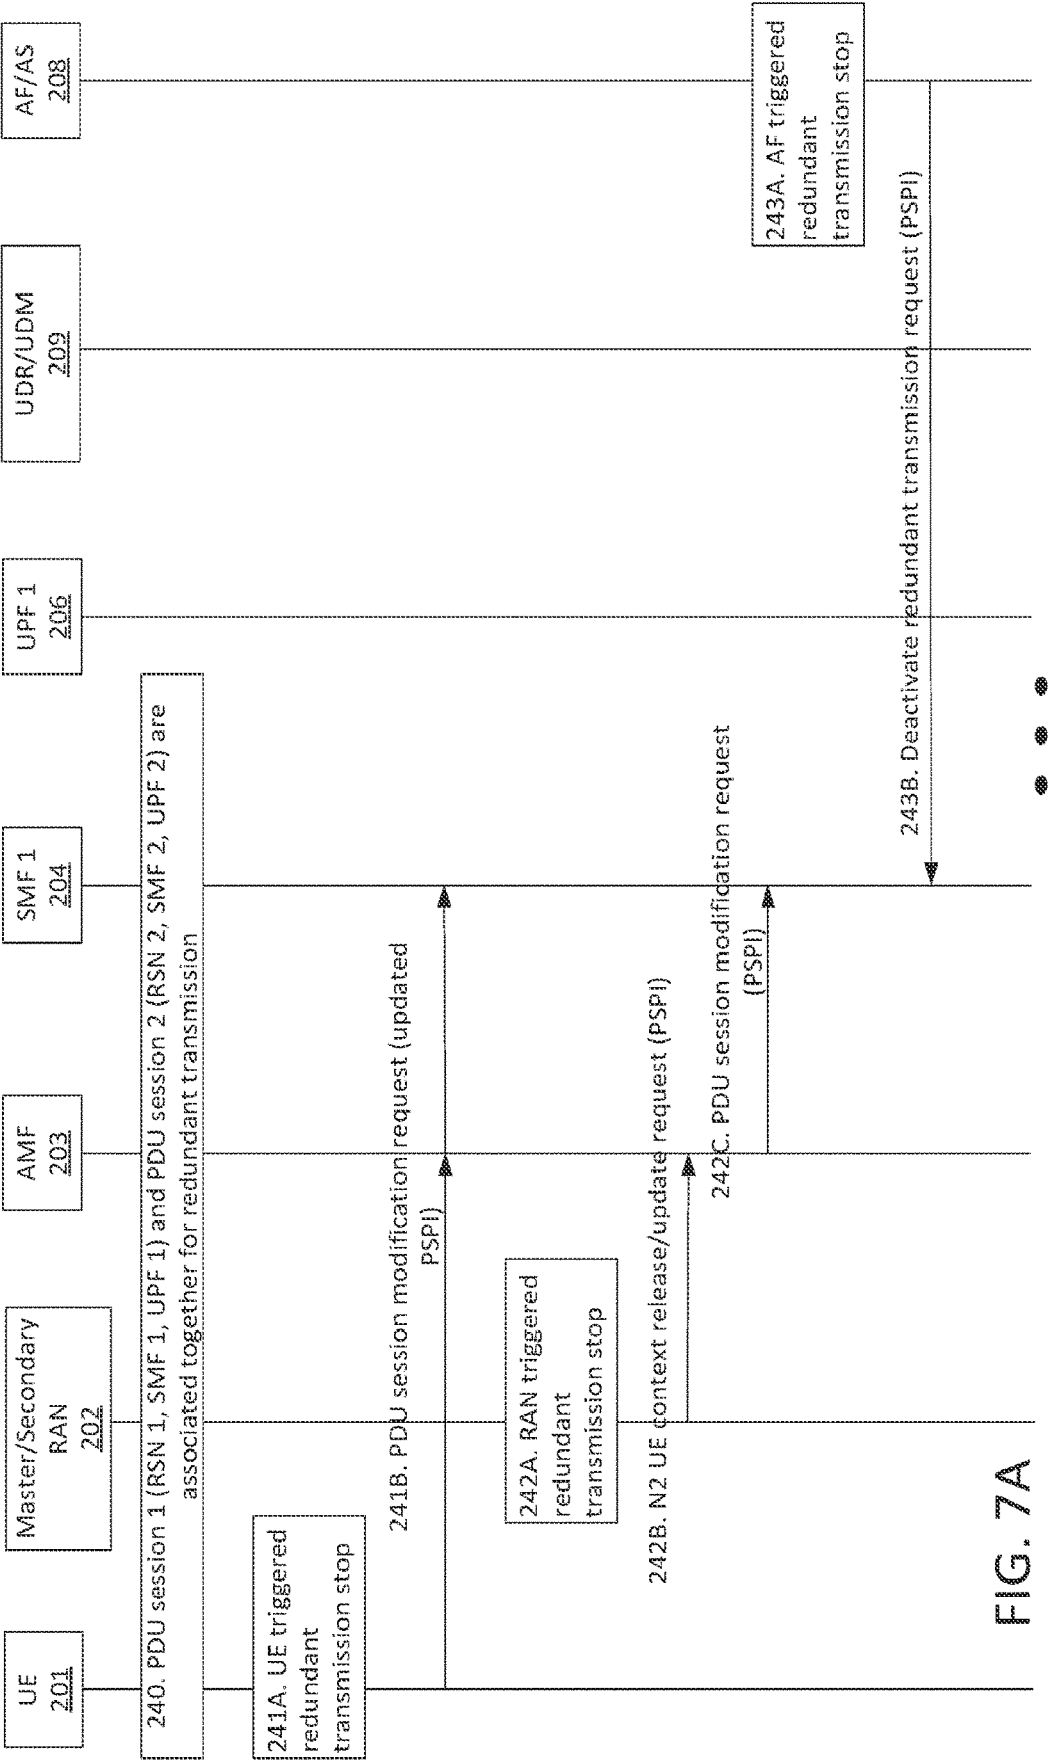 UE
201
Master/Secondary
RAN
202
AMF
203
SMF 1
204
UPF 1
206
UDR/UDM
209
AF/AS
208
240. PDU session 1 (RSN 1, SMF 1, UPF 1) and PDU session 2 (RSN 2, SMF 2, UPF 2) are
associated together for redundant transmission
241A. UE triggered
redundant
transmission stop
241B. PDU session modification request (updated
PSPI)
242A. RAN triggered
redundant
transmission stop
242B. N2 UE context release/update request (PSPI)
242C. PDU session modification request
(PSPI)
243A. AF triggered
redundant
transmission stop
243B. Deactivate redundant transmission request (PSPI)
FIG. 7A